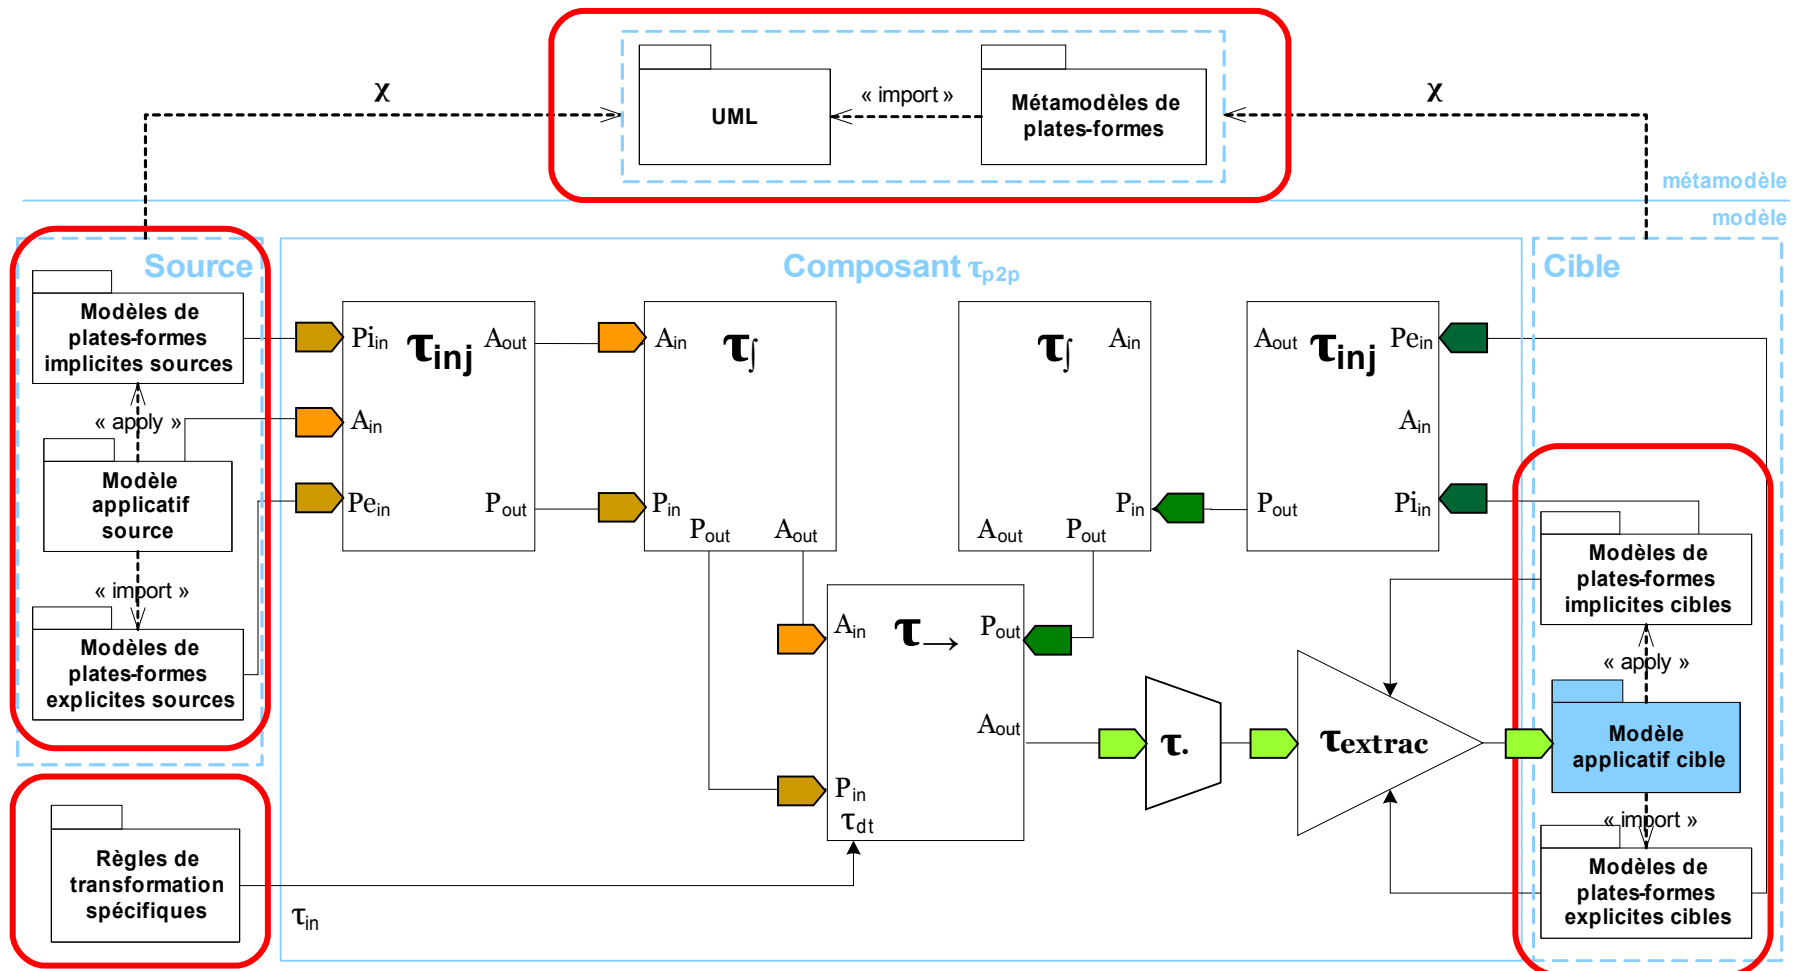 χ
UML
« import »
Métamodèles de
plates-formes
χ
métamodèle
modèle
Source
Modèles de
plates-formes
implicites sources
« apply »
Modèle
applicatif
source
« import »
Modèles de
plates-formes
explicites sources
Règles de
transformation
spécifiques
τin
Composant τp2p
Piin
τinj
Aout
Ain
Pein
Pout
Ain
τ∫
Pin
Pout
Aout
Ain
τ∫
Pin
Aout
Pout
Aout
τinj
Pein
Ain
Pout
Piin
Ain
τ→
Pout
Aout
Pin
τdt
τ.
τextrac
Cible
Modèles de
plates-formes
implicites cibles
« apply »
Modèle
applicatif cible
« import »
Modèles de
plates-formes
explicites cibles